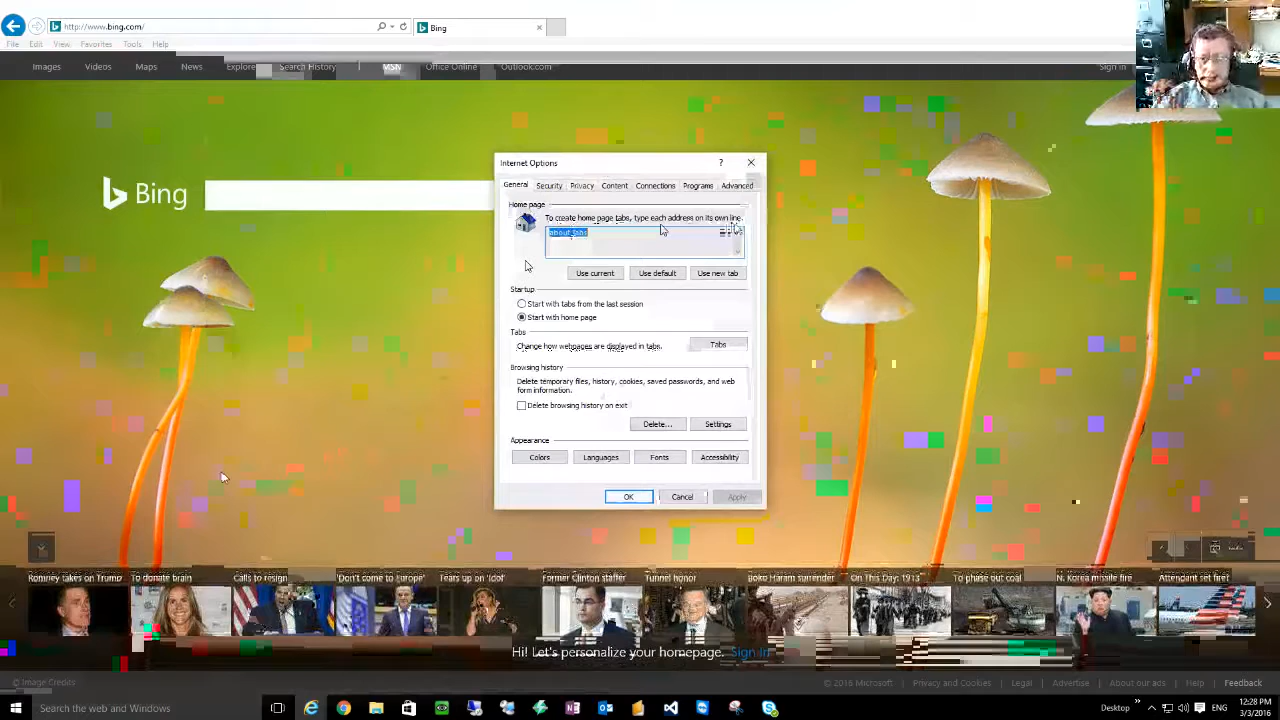 http://www.bing.com/
Bing
File Edit View Favorites Tools Help
Images Videos Maps News Explore Search History MSN Office Online Outlook.com Sign in
Bing
Internet Options
General Security Privacy Content Connections Programs Advanced
Home page
To create home page tabs, type each address on its own line.
about:tabs
Use current Use default Use new tab
Startup
Start with tabs from the last session
Start with home page
Tabs
Change how webpages are displayed in tabs.
Tabs
Browsing history
Delete temporary files, history, cookies, saved passwords, and web
form information.
Delete browsing history on exit
Delete... Settings
Appearance
Colors Languages Fonts Accessibility
OK Cancel Apply
Romney takes on Trump To donate brain Calls to resign 'Don't come to Europe' Tears up on 'Idol' Former Clinton staffer Tunnel honor Boko Haram surrender On This Day: 1913 To phase out coal N. Korea missile fire Attendant set fire?
Hi! Let's personalize your homepage. Sign In
© Image Credits
© 2016 Microsoft Privacy and Cookies Legal Advertise About our ads Help Feedback
Search the Web and Windows
Desktop ENG 12:28 PM
3/3/2016